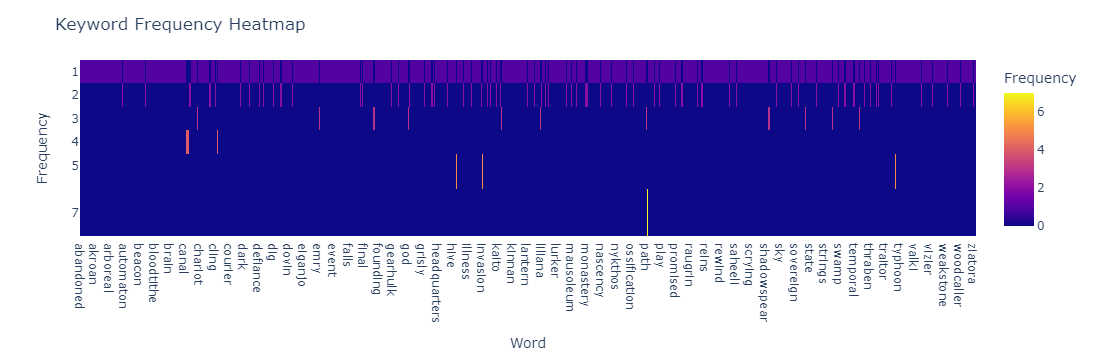 Keyword Frequency Heatmap
Frequency
1
2
3
4
5
7
Frequency
6
4
2
0
abandoned
akroan
arboreal
automaton
beacon
bloodtithe
brain
canal
chariot
cling
courier
dark
defiance
dig
dovin
elganjo
emry
event
falls
final
founding
gearhulk
god
grisly
headquarters
hive
illness
invasion
kaito
kinnan
lantern
liliana
lurker
mausoleum
monastery
nascency
nykthos
ossification
path
play
promised
raugrin
reins
rewind
saheeli
scrying
shadowspear
sky
sovereign
state
strings
swamp
temporal
thraben
traitor
typhoon
valki
vizier
weakstone
woodcaller
zlatora
Word